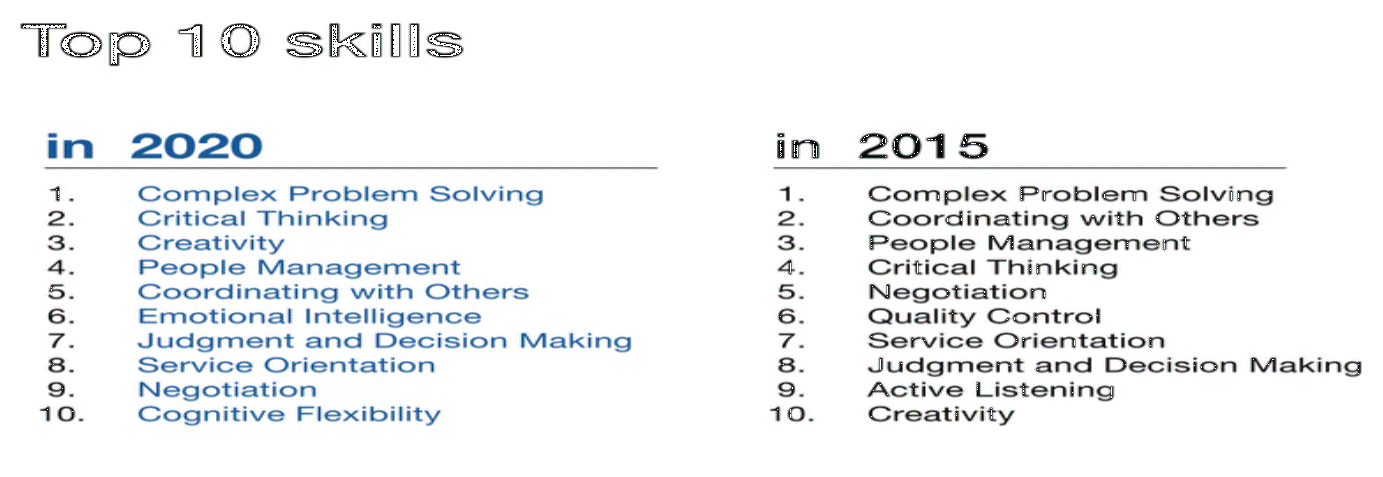 Top 10 skills
in 2020
1. Complex Problem Solving
2. Critical Thinking
3. Creativity
4. People Management
5. Coordinating with Others
6. Emotional Intelligence
7. Judgment and Decision Making
8. Service Orientation
9. Negotiation
10. Cognitive Flexibility
in 2015
1. Complex Problem Solving
2. Coordinating with Others
3. People Management
4. Critical Thinking
5. Negotiation
6. Quality Control
7. Service Orientation
8. Judgment and Decision Making
9. Active Listening
10. Creativity